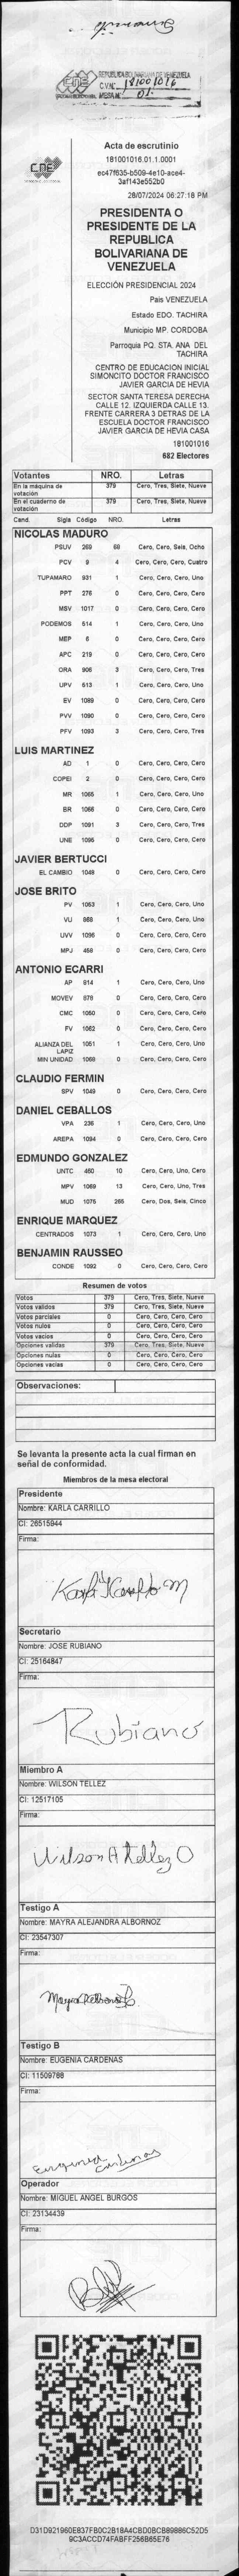 REPUBLICA BOLIVARIANA DE VENEZUELA
C.V.Nº: 181001016
MESA Nº: 01
CNE
CNE
Acta de escrutinio
181001016.01.1.0001
ec47f635-b509-4e10-ace4-
3af143e552b0
28/07/2024 06:27:18 PM
PRESIDENTA O
PRESIDENTE DE LA
REPUBLICA
BOLIVARIANA DE
VENEZUELA
ELECCIÓN PRESIDENCIAL 2024
Pais VENEZUELA
Estado EDO. TACHIRA
Municipio MP. CORDOBA
Parroquia PQ. STA. ANA DEL
TACHIRA
CENTRO DE EDUCACION INICIAL
SIMONCITO DOCTOR FRANCISCO
JAVIER GARCIA DE HEVIA
SECTOR SANTA TERESA DERECHA
CALLE 12. IZQUIERDA CALLE 13.
FRENTE CARRERA 3 DETRAS DE LA
ESCUELA DOCTOR FRANCISCO
JAVIER GARCIA DE HEVIA CASA
181001016
682 Electores
Votantes NRO. Letras
En la máquina de votación 379 Cero, Tres, Siete, Nueve
En el cuaderno de votación 379 Cero, Tres, Siete, Nueve
Cand. Sigla Código NRO. Letras
NICOLAS MADURO
PSUV 269 68 Cero, Cero, Seis, Ocho
PCV 9 4 Cero, Cero, Cero, Cuatro
TUPAMARO 931 1 Cero, Cero, Cero, Uno
PPT 276 0 Cero, Cero, Cero, Cero
MSV 1017 0 Cero, Cero, Cero, Cero
PODEMOS 514 1 Cero, Cero, Cero, Uno
MEP 6 0 Cero, Cero, Cero, Cero
APC 219 0 Cero, Cero, Cero, Cero
ORA 906 3 Cero, Cero, Cero, Tres
UPV 513 1 Cero, Cero, Cero, Uno
EV 1089 0 Cero, Cero, Cero, Cero
PVV 1090 0 Cero, Cero, Cero, Cero
PFV 1093 3 Cero, Cero, Cero, Tres
LUIS MARTINEZ
AD 1 0 Cero, Cero, Cero, Cero
COPEI 2 0 Cero, Cero, Cero, Cero
MR 1065 1 Cero, Cero, Cero, Uno
BR 1066 0 Cero, Cero, Cero, Cero
DDP 1091 3 Cero, Cero, Cero, Tres
UNE 1095 0 Cero, Cero, Cero, Cero
JAVIER BERTUCCI
EL CAMBIO 1048 0 Cero, Cero, Cero, Cero
JOSE BRITO
PV 1053 1 Cero, Cero, Cero, Uno
VU 868 1 Cero, Cero, Cero, Uno
UVV 1096 0 Cero, Cero, Cero, Cero
MPJ 458 0 Cero, Cero, Cero, Cero
ANTONIO ECARRI
AP 814 1 Cero, Cero, Cero, Uno
MOVEV 878 0 Cero, Cero, Cero, Cero
CMC 1050 0 Cero, Cero, Cero, Cero
FV 1052 0 Cero, Cero, Cero, Cero
ALIANZA DEL LAPIZ 1051 1 Cero, Cero, Cero, Uno
MIN UNIDAD 1068 0 Cero, Cero, Cero, Cero
CLAUDIO FERMIN
SPV 1049 0 Cero, Cero, Cero, Cero
DANIEL CEBALLOS
VPA 236 1 Cero, Cero, Cero, Uno
AREPA 1094 0 Cero, Cero, Cero, Cero
EDMUNDO GONZALEZ
UNTC 450 10 Cero, Cero, Uno, Cero
MPV 1069 13 Cero, Cero, Uno, Tres
MUD 1075 265 Cero, Dos, Seis, Cinco
ENRIQUE MARQUEZ
CENTRADOS 1073 1 Cero, Cero, Cero, Uno
BENJAMIN RAUSSEO
CONDE 1092 0 Cero, Cero, Cero, Cero
Resumen de votos
Votos 379 Cero, Tres, Siete, Nueve
Votos validos 379 Cero, Tres, Siete, Nueve
Votos parciales 0 Cero, Cero, Cero, Cero
Votos nulos 0 Cero, Cero, Cero, Cero
Votos vacios 0 Cero, Cero, Cero, Cero
Opciones validas 379 Cero, Tres, Siete, Nueve
Opciones nulas 0 Cero, Cero, Cero, Cero
Opciones vacias 0 Cero, Cero, Cero, Cero
Observaciones:
Se levanta la presente acta la cual firman en
señal de conformidad.
Miembros de la mesa electoral
Presidente
Nombre: KARLA CARRILLO
CI: 26515944
Firma:
Secretario
Nombre: JOSE RUBIANO
CI: 25164847
Firma:
Rubiano
Miembro A
Nombre: WILSON TELLEZ
CI: 12517105
Firma:
Wilson A Tellez O
Testigo A
Nombre: MAYRA ALEJANDRA ALBORNOZ
CI: 23547307
Firma:
Testigo B
Nombre: EUGENIA CARDENAS
CI: 11509788
Firma:
Eugenia Cardenas
Operador
Nombre: MIGUEL ANGEL BURGOS
CI: 23134439
Firma:
D31D921960E837FB0C2B18A4CBD0BCB89886C52D5
9C3ACCD74FABFF256B65E76